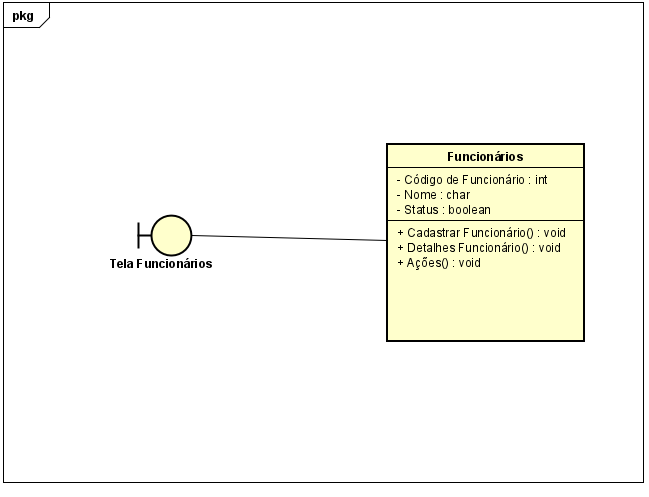 pkg
Funcionários
- Código de Funcionário : int
- Nome : char
- Status : boolean
+ Cadastrar Funcionário() : void
+ Detalhes Funcionário() : void
+ Ações() : void
Tela Funcionários